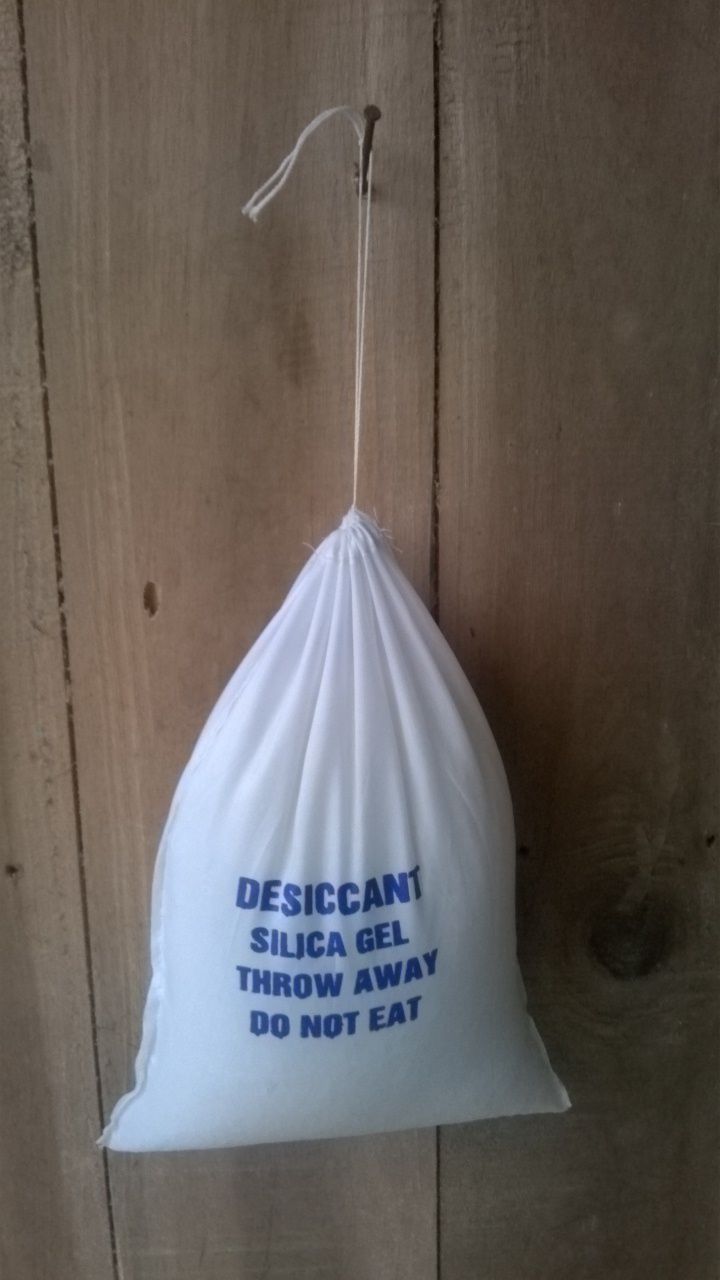 DESICCANT
SILICA GEL
THROW AWAY
DO NOT EAT